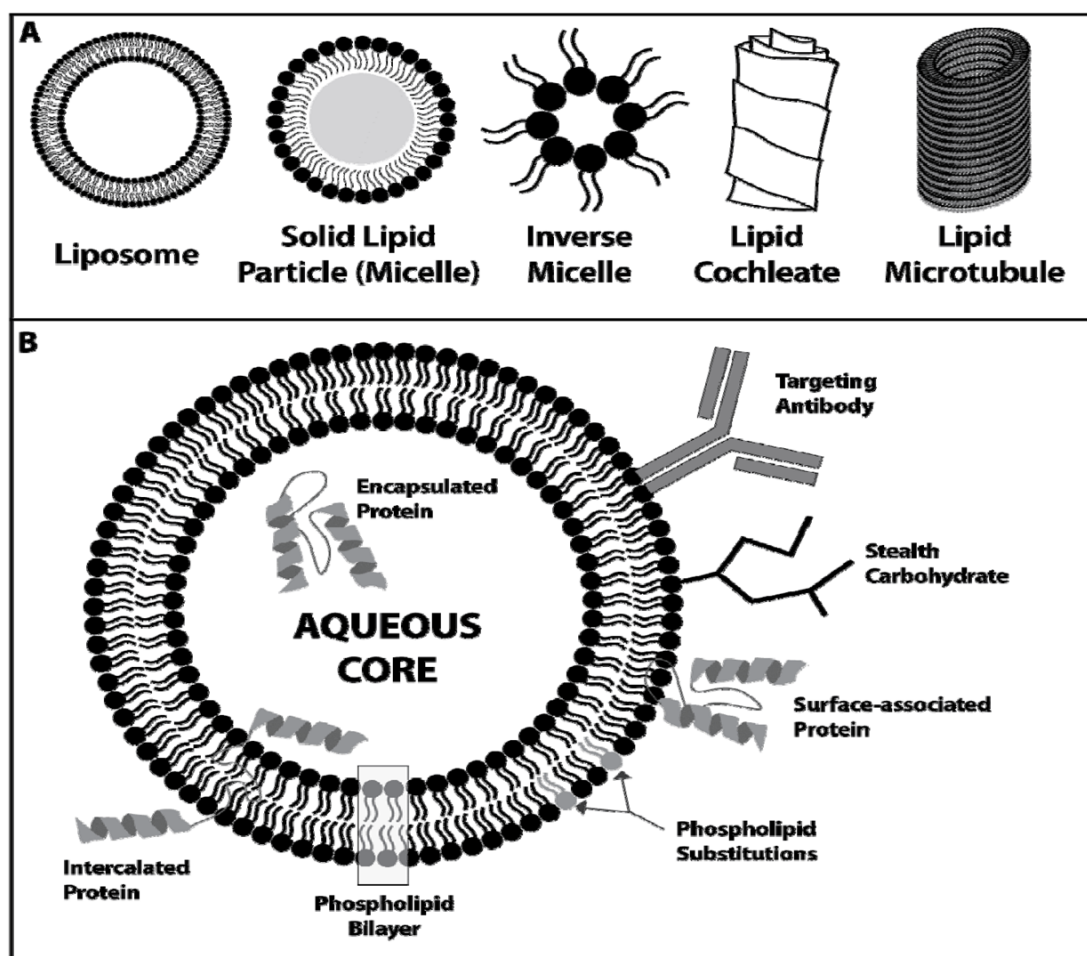 A
Liposome
Solid Lipid
Particle (Micelle)
Inverse
Micelle
Lipid
Cochleate
Lipid
Microtubule
B
Targeting
Antibody
Encapsulated
Protein
Stealth
Carbohydrate
AQUEOUS
CORE
Surface-associated
Protein
Phospholipid
Substitutions
Intercalated
Protein
Phospholipid
Bilayer